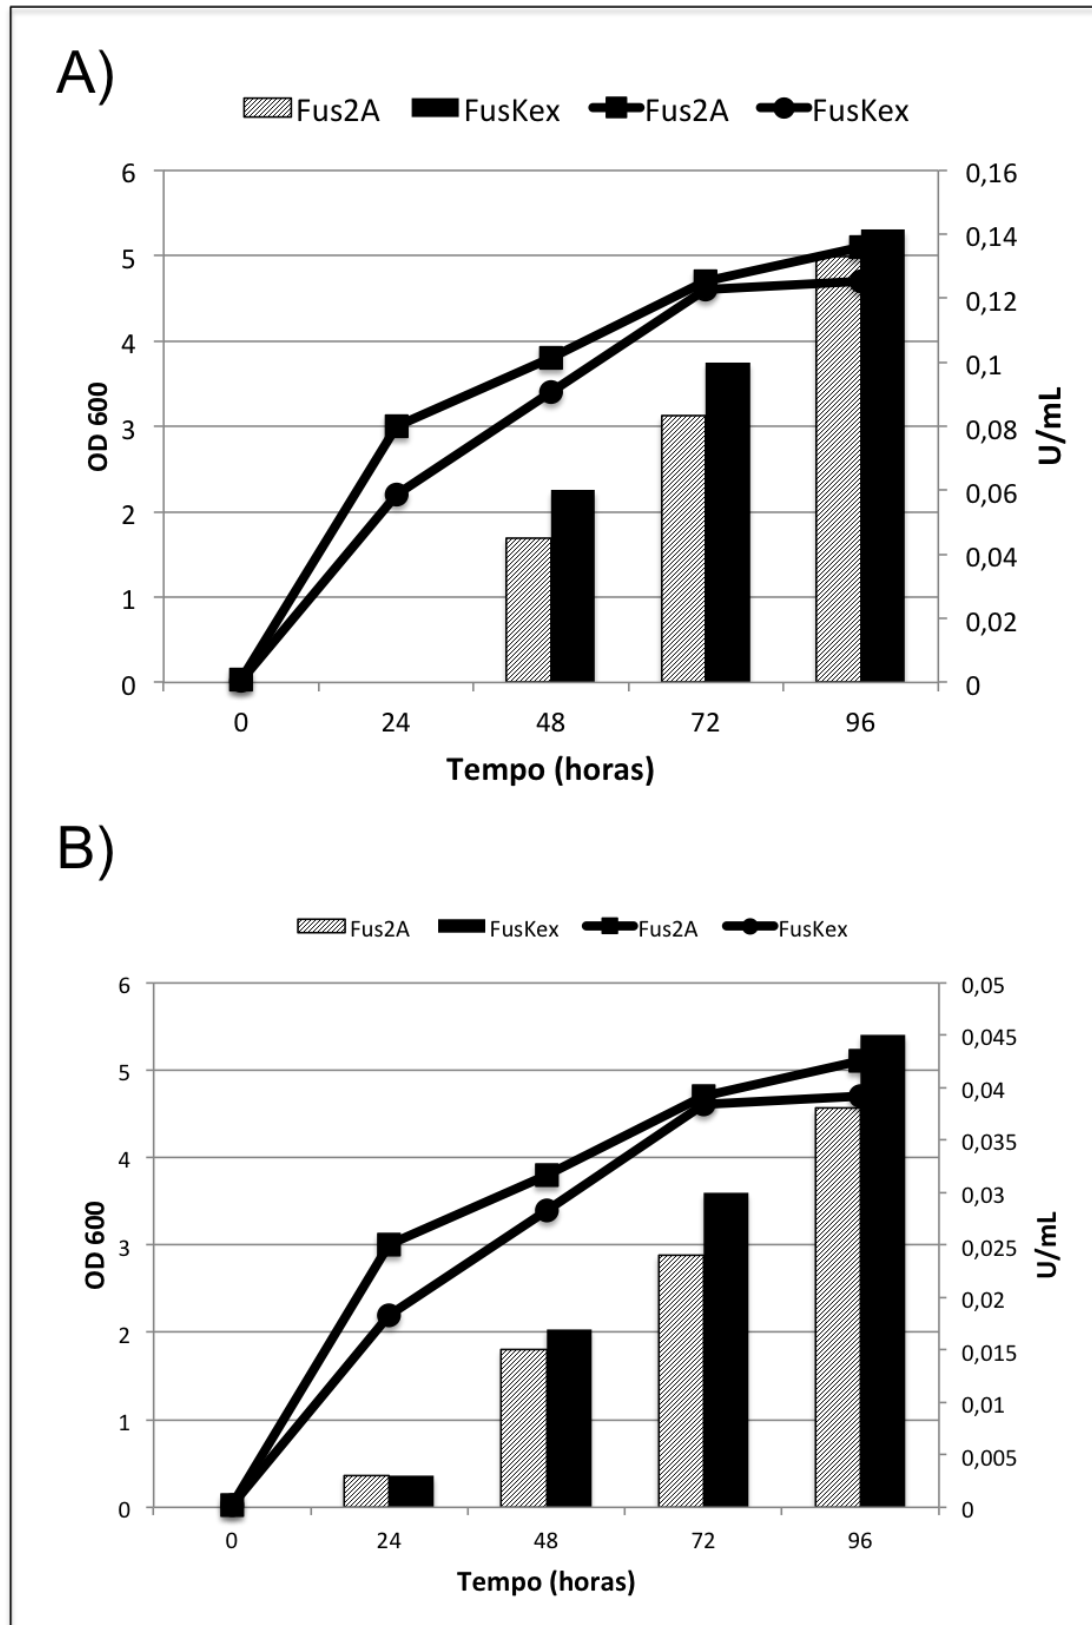 A)
Fus2A FusKex Fus2A FusKex
6 0,16
0,14
5
0,12
4
0,1
3 0,08
OD 600
U/mL
0,06
2
0,04
1
0,02
0 0
0 24 48 72 96
Tempo (horas)
B)
Fus2A FusKex Fus2A FusKex
6 0,05
0,045
5
0,04
4
0,035
0,03
3 0,025
OD 600
U/mL
2 0,02
0,015
1
0,01
0,005
0 0
0 24 48 72 96
Tempo (horas)